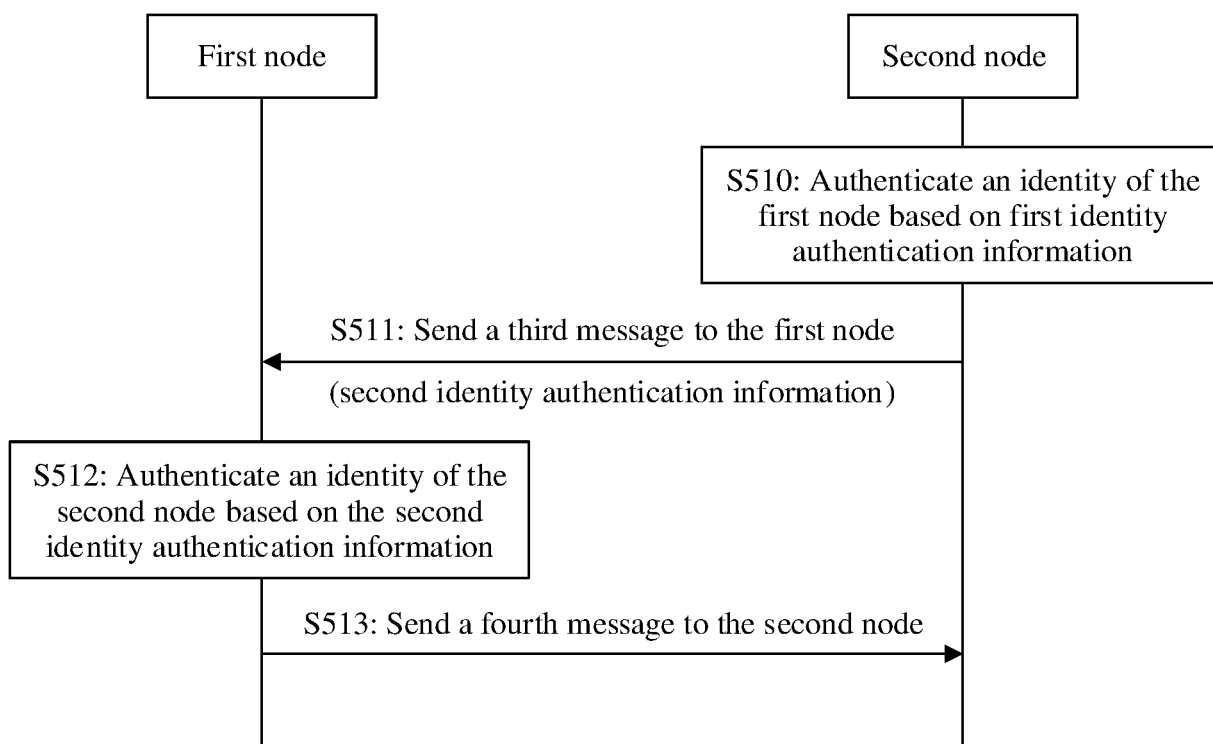 First node
Second node
S510: Authenticate an identity of the
first node based on first identity
authentication information
S511: Send a third message to the first node
(second identity authentication information)
S512: Authenticate an identity of the
second node based on the second
identity authentication information
S513: Send a fourth message to the second node